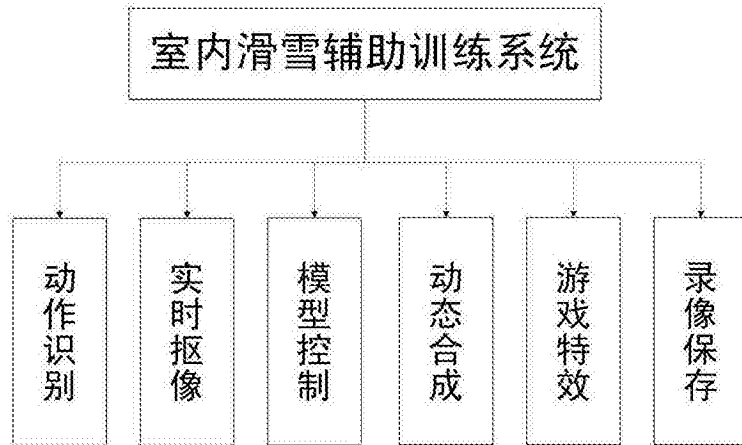 室内滑雪辅助训练系统
动作识别
实时抠像
模型控制
动态合成
游戏特效
录像保存